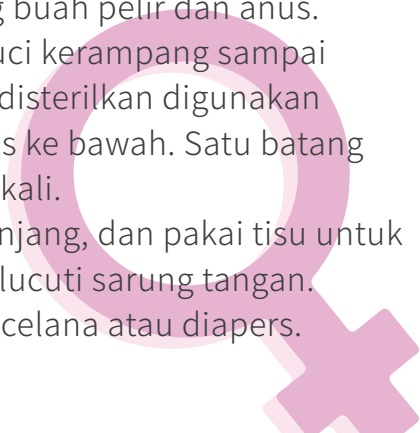 buah pelir dan anus.
uci kerampang sampai
disterilkan digunakan
s ke bawah. Satu batang
kali.
njang, dan pakai tisu untuk
lucuti sarung tangan.
celana atau diapers.